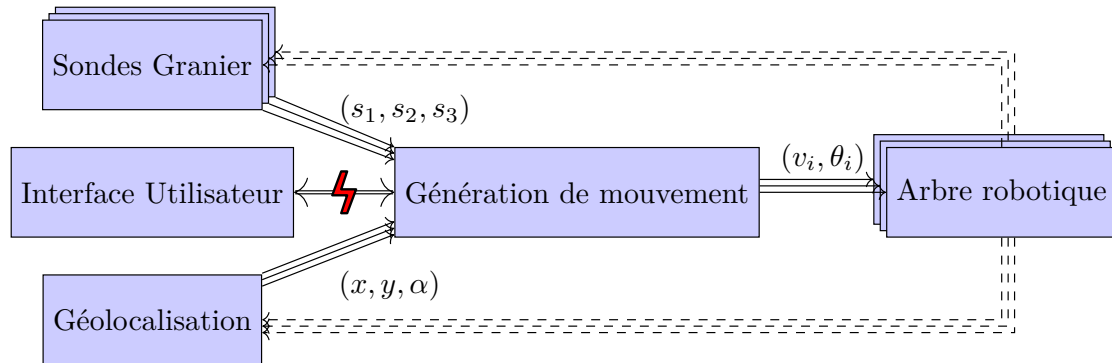 Sondes Granier
(s₁, s₂, s₃)
(vᵢ, θᵢ)
Interface Utilisateur
Génération de mouvement
Arbre robotique
(x, y, α)
Géolocalisation